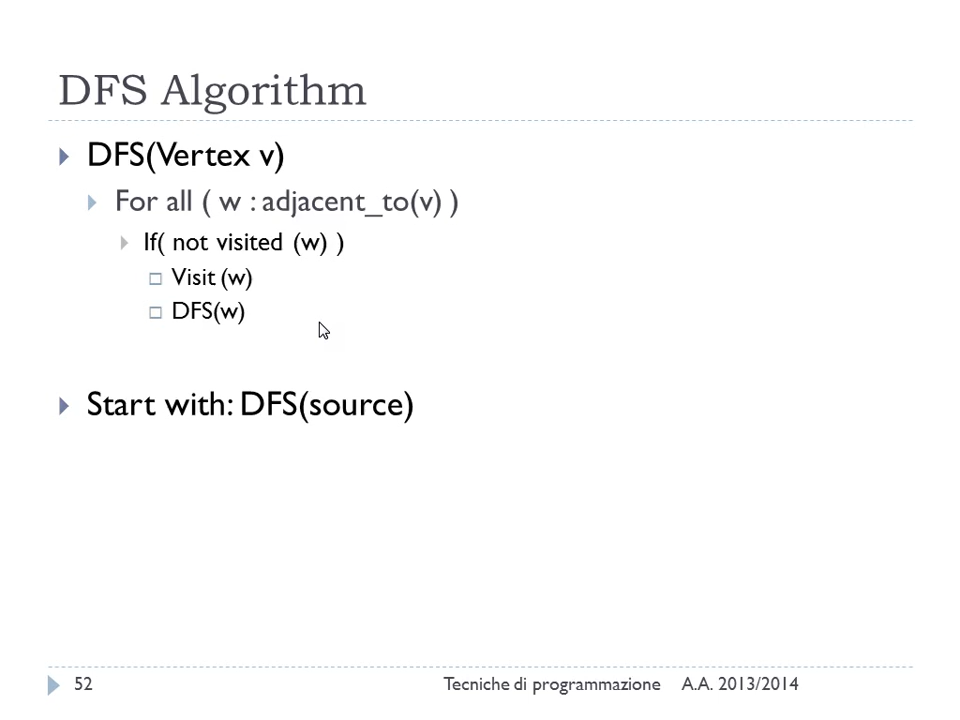 DFS Algorithm
DFS(Vertex v)
For all ( w : adjacent_to(v) )
If( not visited (w) )
Visit (w)
DFS(w)
Start with: DFS(source)
52 Tecniche di programmazione A.A. 2013/2014